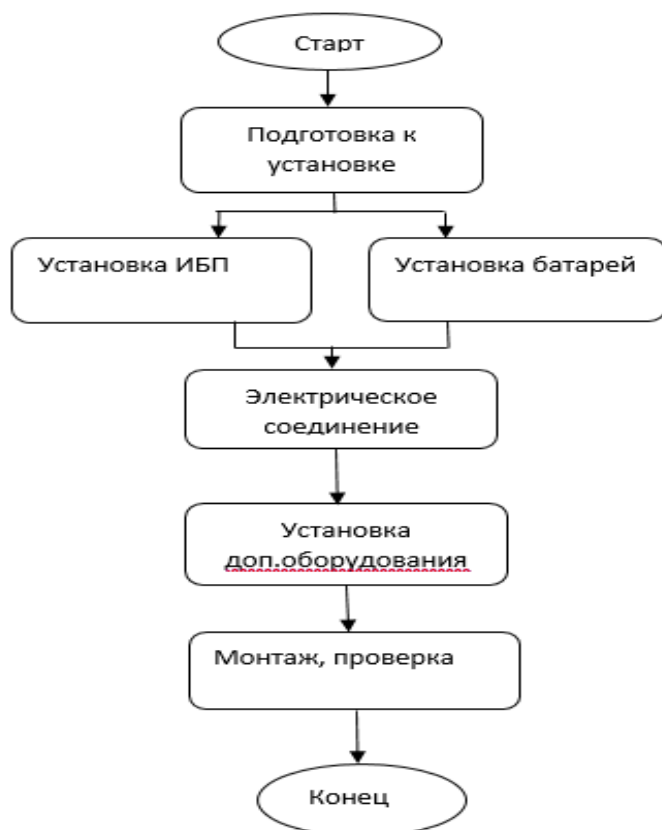 Старт
Подготовка к
установке
Установка ИБП
Установка батарей
Электрическое
соединение
Установка
доп.оборудования
Монтаж, проверка
Конец